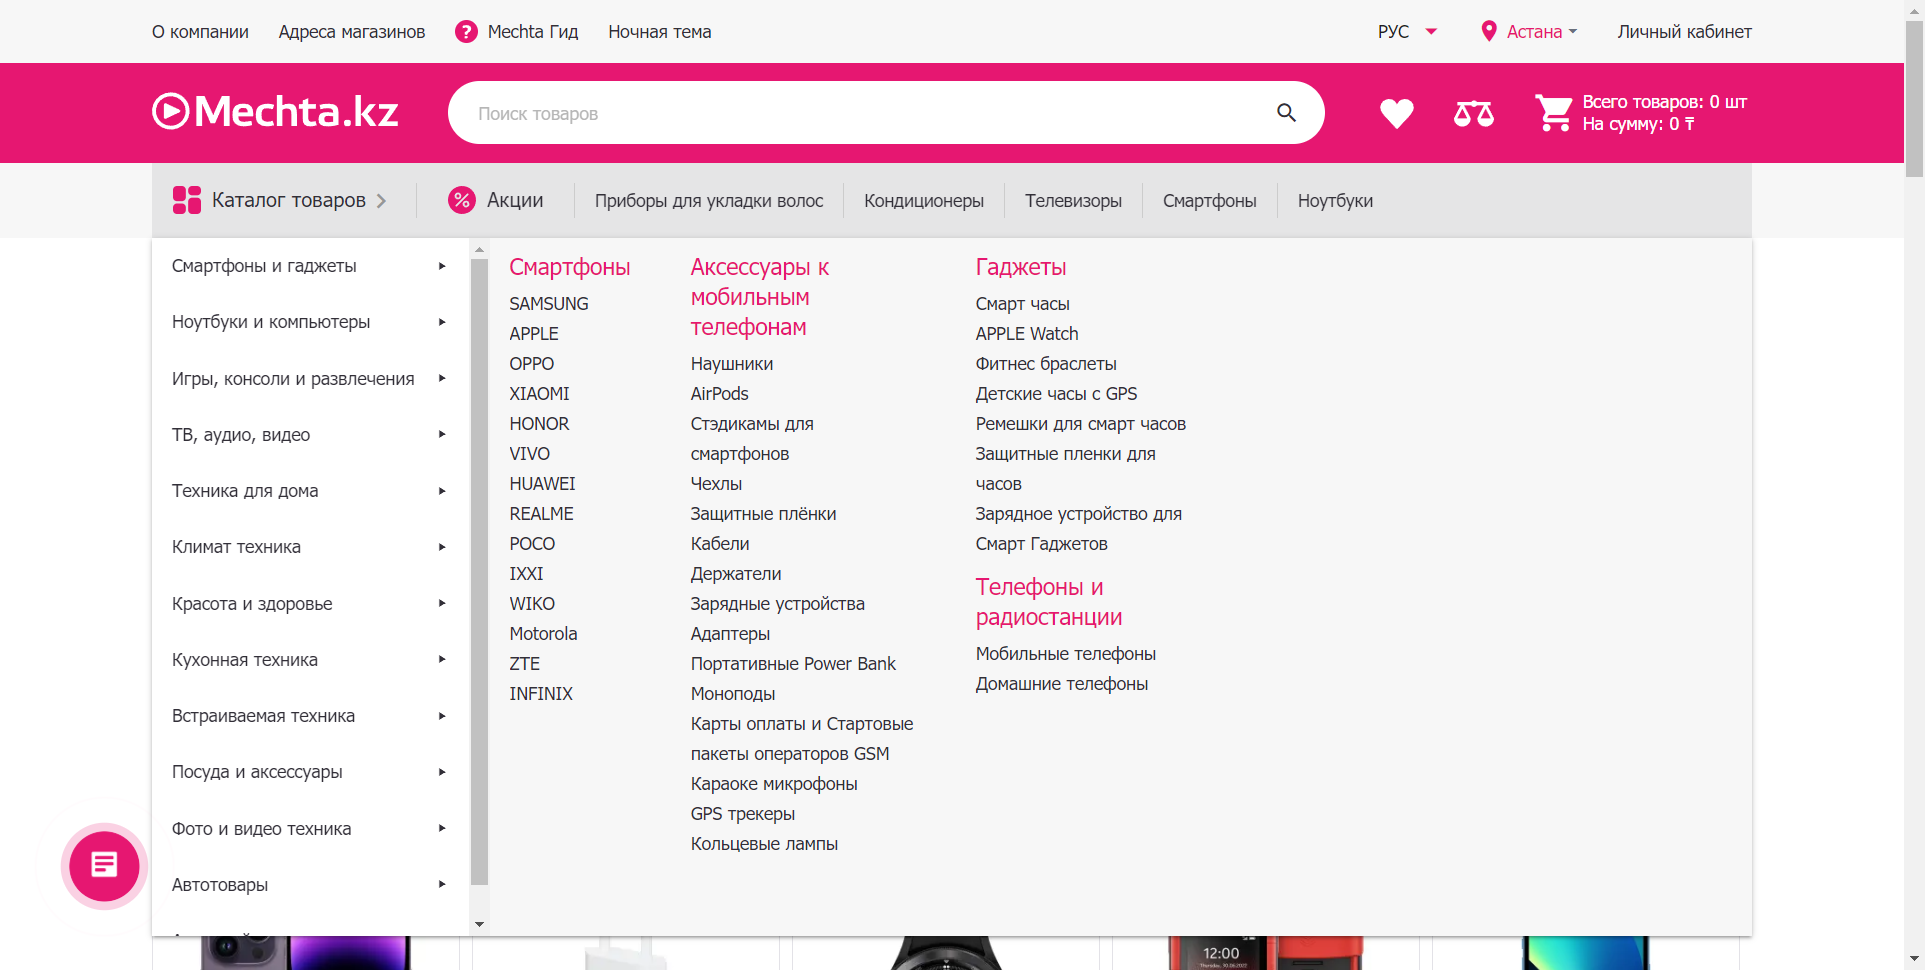 О компании
Адреса магазинов
?
Mechta Гид
Ночная тема
РУС
Астана
Личный кабинет
Mechta.kz
Поиск товаров
Всего товаров: 0 шт
На сумму: 0 ₸
Каталог товаров
%
Акции
Приборы для укладки волос
Кондиционеры
Телевизоры
Смартфоны
Ноутбуки
Смартфоны и гаджеты
Ноутбуки и компьютеры
Игры, консоли и развлечения
ТВ, аудио, видео
Техника для дома
Климат техника
Красота и здоровье
Кухонная техника
Встраиваемая техника
Посуда и аксессуары
Фото и видео техника
Автотовары
Смартфоны
SAMSUNG
APPLE
OPPO
XIAOMI
HONOR
VIVO
HUAWEI
REALME
POCO
IXXI
WIKO
Motorola
ZTE
INFINIX
Аксессуары к
мобильным
телефонам
Наушники
AirPods
Стэдикамы для
смартфонов
Чехлы
Защитные плёнки
Кабели
Держатели
Зарядные устройства
Адаптеры
Портативные Power Bank
Моноподы
Карты оплаты и Стартовые
пакеты операторов GSM
Караоке микрофоны
GPS трекеры
Кольцевые лампы
Гаджеты
Смарт часы
APPLE Watch
Фитнес браслеты
Детские часы с GPS
Ремешки для смарт часов
Защитные пленки для
часов
Зарядное устройство для
Смарт Гаджетов
Телефоны и
радиостанции
Мобильные телефоны
Домашние телефоны
12:00